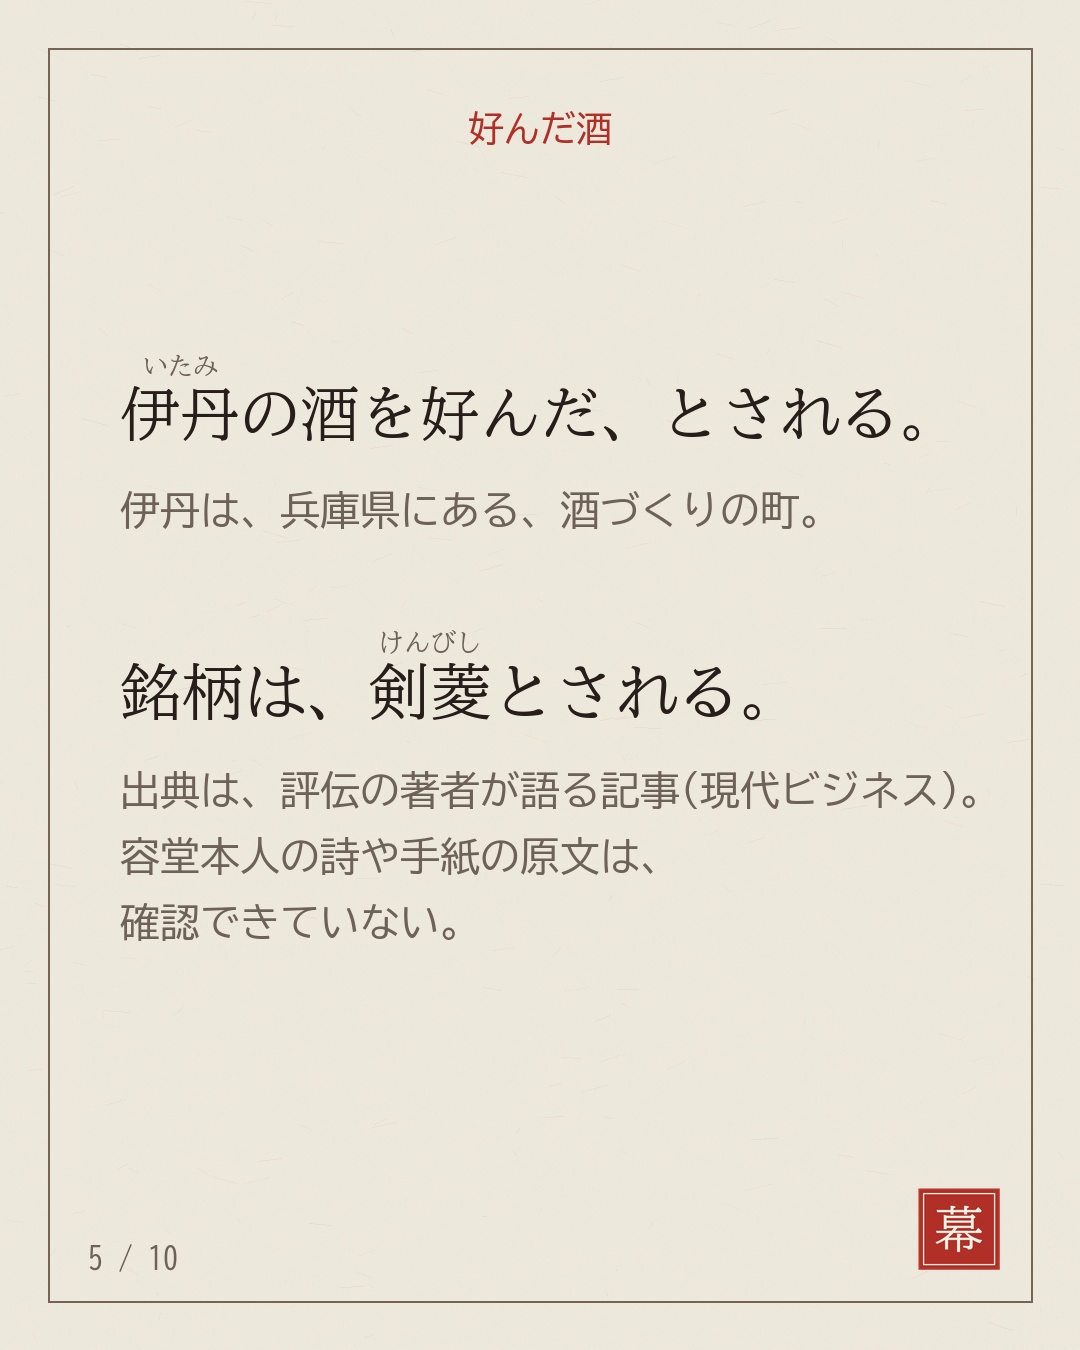 好んだ酒
いたみ
伊丹の酒を好んだ、とされる。
伊丹は、兵庫県にある、酒づくりの町。
けんびし
銘柄は、剣菱とされる。
出典は、評伝の著者が語る記事(現代ビジネス)。
容堂本人の詩や手紙の原文は、
確認できていない。
幕
5 / 10